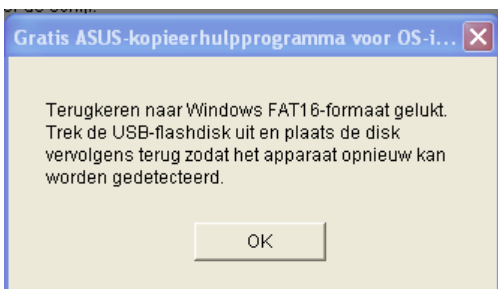 Gratis ASUS-kopieerhulpprogramma voor OS-i...
Terugkeren naar Windows FAT16-formaat gelukt.
Trek de USB-flashdisk uit en plaats de disk
vervolgens terug zodat het apparaat opnieuw kan
worden gedetecteerd.
OK